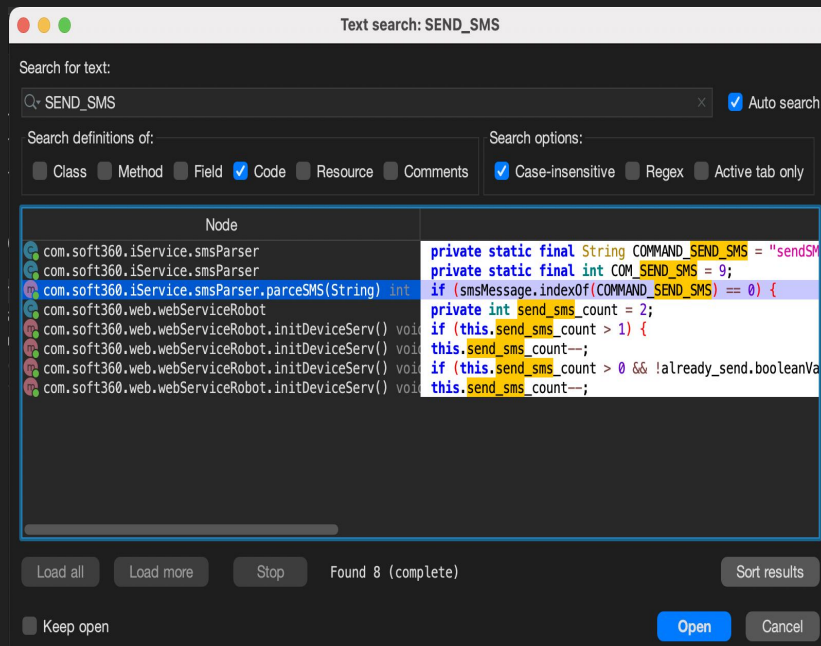 Text search: SEND_SMS
Search for text:
SEND_SMS
Auto search
Search definitions of:
Search options:
Class Method Field Code Resource Comments
Case-insensitive Regex Active tab only
Node
com.soft360.iService.smsParser private static final String COMMAND_SEND_SMS = "sendSM
com.soft360.iService.smsParser private static final int COM_SEND_SMS = 9;
com.soft360.iService.smsParser.parceSMS(String) int if (smsMessage.indexOf(COMMAND_SEND_SMS) == 0) {
com.soft360.web.webServiceRobot private int send_sms_count = 2;
com.soft360.web.webServiceRobot.initDeviceServ() void if (this.send_sms_count > 1) {
com.soft360.web.webServiceRobot.initDeviceServ() void this.send_sms_count--;
com.soft360.web.webServiceRobot.initDeviceServ() void if (this.send_sms_count > 0 && !already_send.booleanVa
com.soft360.web.webServiceRobot.initDeviceServ() void this.send_sms_count--;
Load all Load more Stop Found 8 (complete) Sort results
Keep open Open Cancel